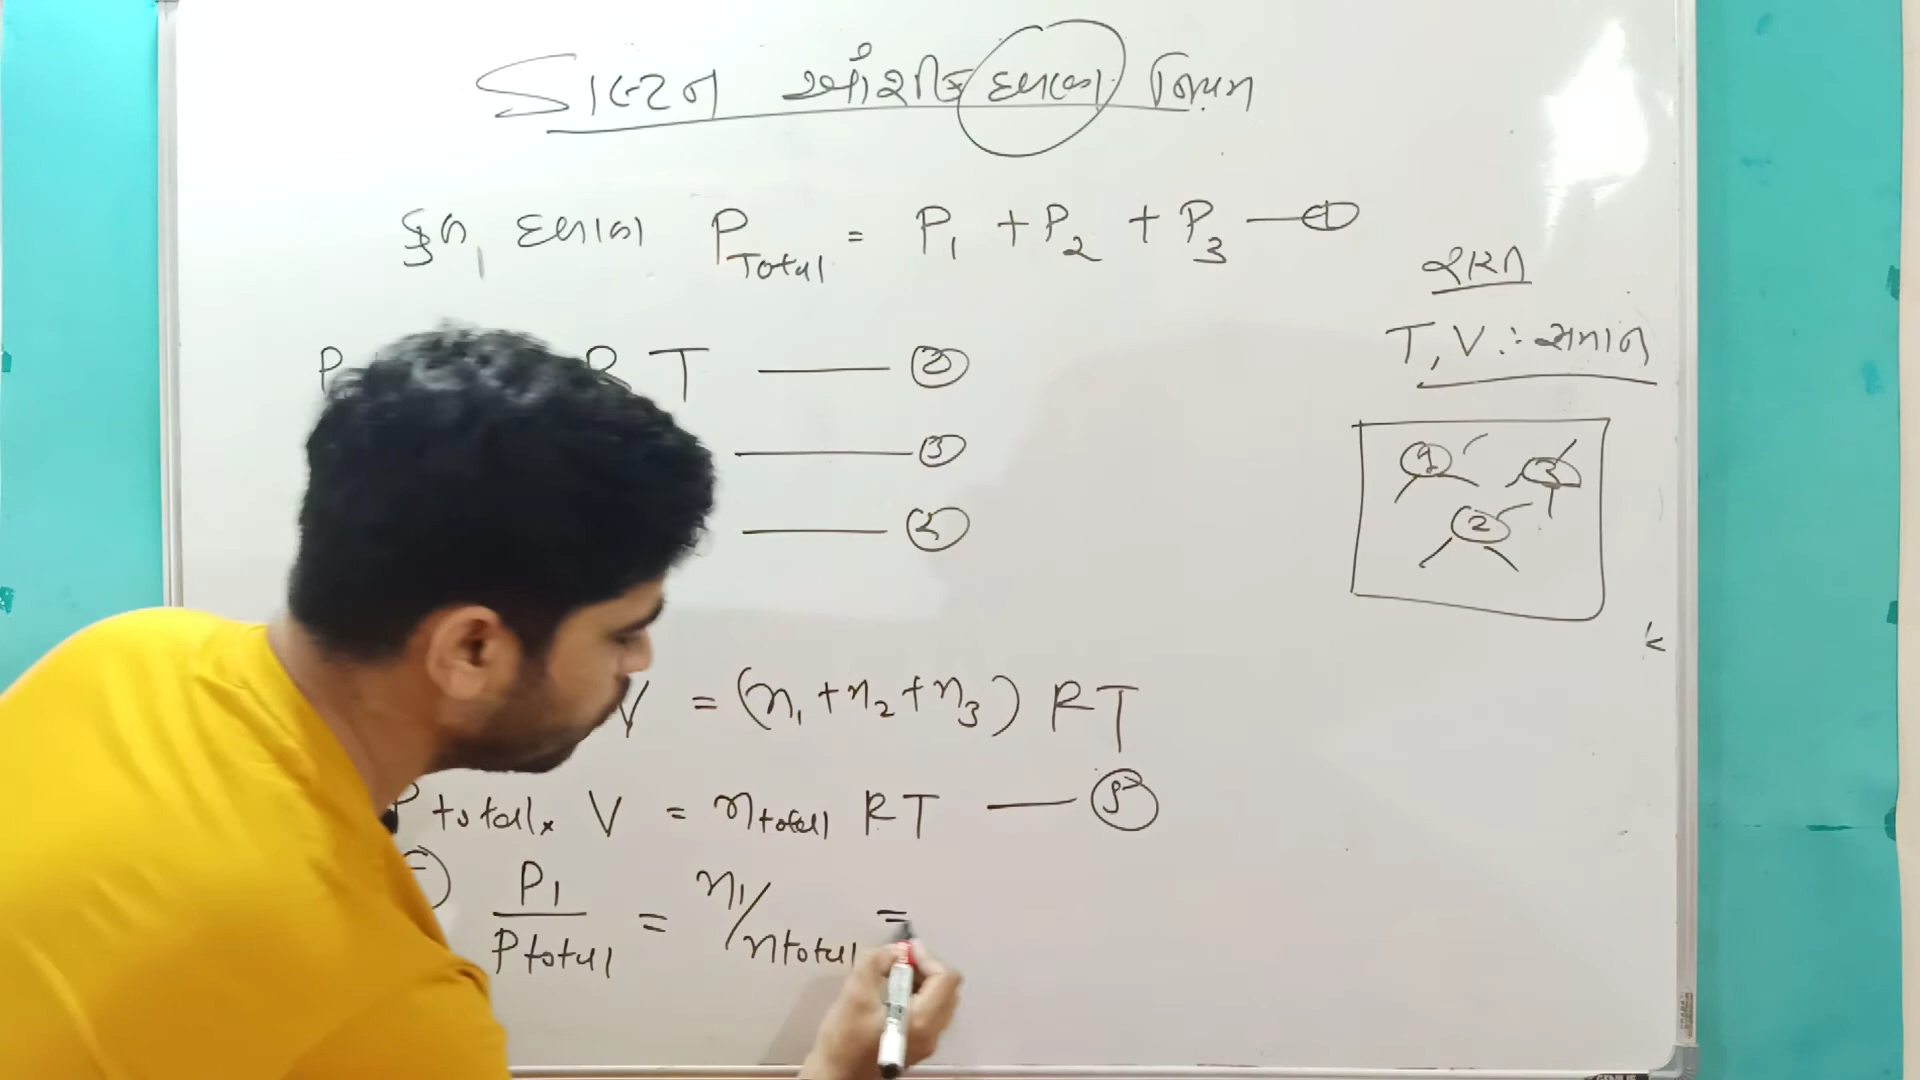 ડાલ્ટન આંશિક દબાણ નિયમ
કુલ દબાણ P Total = P1 + P2 + P3 — ①
શરત
T, V :- સમાન
P R T — ②
— ③
— ④
1
3
2
V = (n1 + n2 + n3) RT
P total x V = n total RT — ⑤
P1 / P total = n1 / n total =